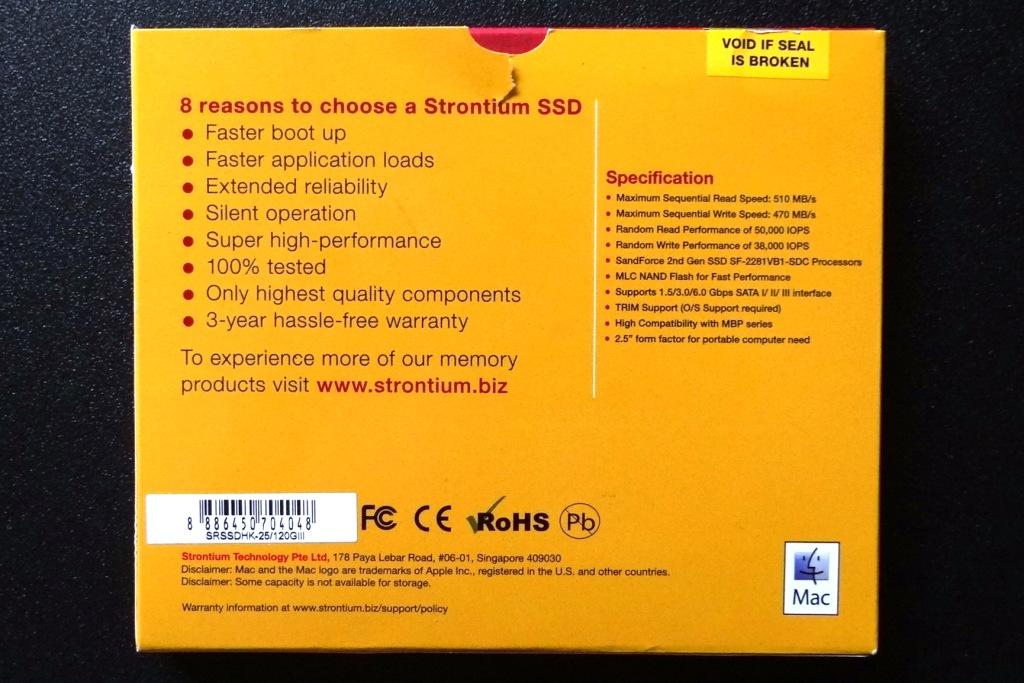 VOID IF SEAL
IS BROKEN
8 reasons to choose a Strontium SSD
• Faster boot up
• Faster application loads
• Extended reliability
• Silent operation
• Super high-performance
• 100% tested
• Only highest quality components
• 3-year hassle-free warranty
To experience more of our memory
products visit www.strontium.biz
Specification
• Maximum Sequential Read Speed: 510 MB/s
• Maximum Sequential Write Speed: 470 MB/s
• Random Read Performance of 50,000 IOPS
• Random Write Performance of 38,000 IOPS
• SandForce 2nd Gen SSD SF-2281VB1-SDC Processors
• MLC NAND Flash for Fast Performance
• Supports 1.5/3.0/6.0 Gbps SATA I/ II/ III interface
• TRIM Support (O/S Support required)
• High Compatibility with MBP series
• 2.5" form factor for portable computer need
8 886450 704048
SRSSDHK-25/120GIII
FC CE RoHS Pb
Strontium Technology Pte Ltd, 178 Paya Lebar Road, #06-01, Singapore 409030
Disclaimer: Mac and the Mac logo are trademarks of Apple Inc., registered in the U.S. and other countries.
Disclaimer: Some capacity is not available for storage.
Warranty information at www.strontium.biz/support/policy
Mac